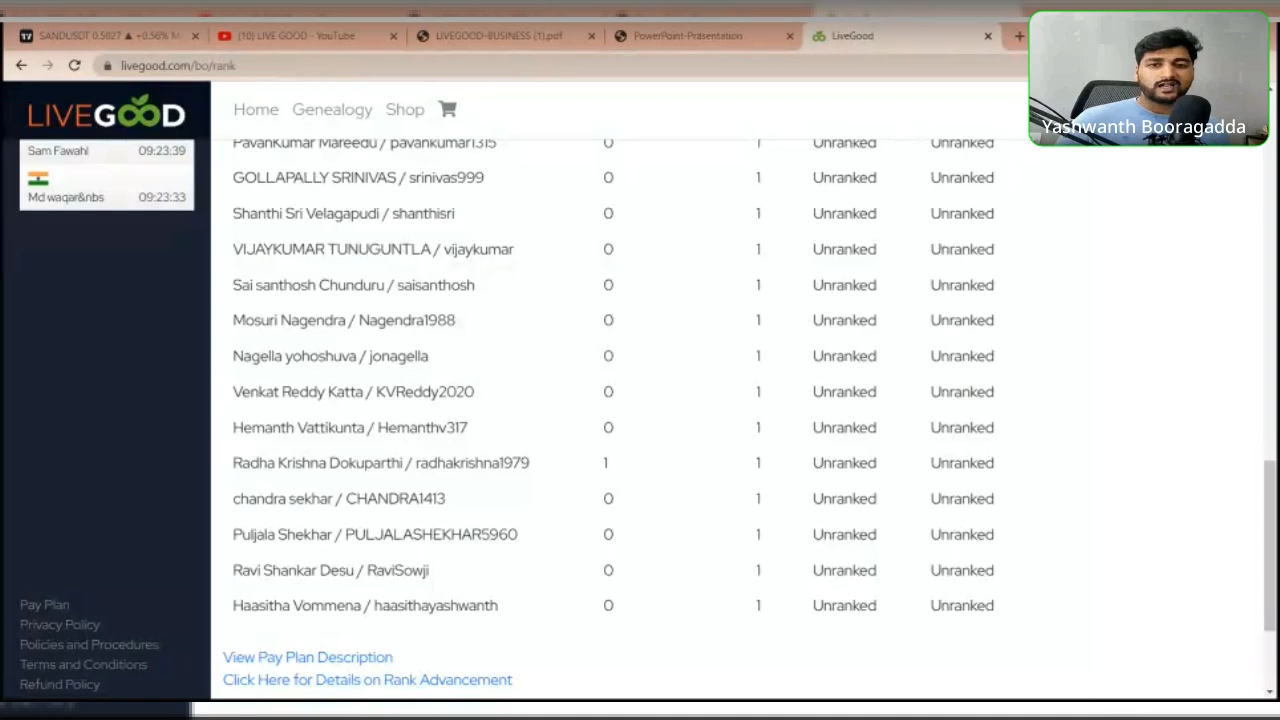 SANDUSDT 0.5027 ▲ +0.56%
(10) LIVE GOOD - YouTube
LIVEGOOD-BUSINESS (1).pdf
PowerPoint-Präsentation
LiveGood
livegood.com/bo/rank
LIVEGOOD
Home Genealogy Shop
Yashwanth Booragadda
Sam Fawahl 09:23:39
Md waqar&nbs 09:23:33
PavanKumar Mareedu / pavankumar1315 0 1 Unranked Unranked
GOLLAPALLY SRINIVAS / srinivas999 0 1 Unranked Unranked
Shanthi Sri Velagapudi / shanthisri 0 1 Unranked Unranked
VIJAYKUMAR TUNUGUNTLA / vijaykumar 0 1 Unranked Unranked
Sai santhosh Chunduru / saisanthosh 0 1 Unranked Unranked
Mosuri Nagendra / Nagendra1988 0 1 Unranked Unranked
Nagella yohoshuva / jonagella 0 1 Unranked Unranked
Venkat Reddy Katta / KVReddy2020 0 1 Unranked Unranked
Hemanth Vattikunta / Hemanthv317 0 1 Unranked Unranked
Radha Krishna Dokuparthi / radhakrishna1979 1 1 Unranked Unranked
chandra sekhar / CHANDRA1413 0 1 Unranked Unranked
Puljala Shekhar / PULJALASHEKHAR5960 0 1 Unranked Unranked
Ravi Shankar Desu / RaviSowji 0 1 Unranked Unranked
Haasitha Vommena / haasithayashwanth 0 1 Unranked Unranked
View Pay Plan Description
Click Here for Details on Rank Advancement
Pay Plan
Privacy Policy
Policies and Procedures
Terms and Conditions
Refund Policy